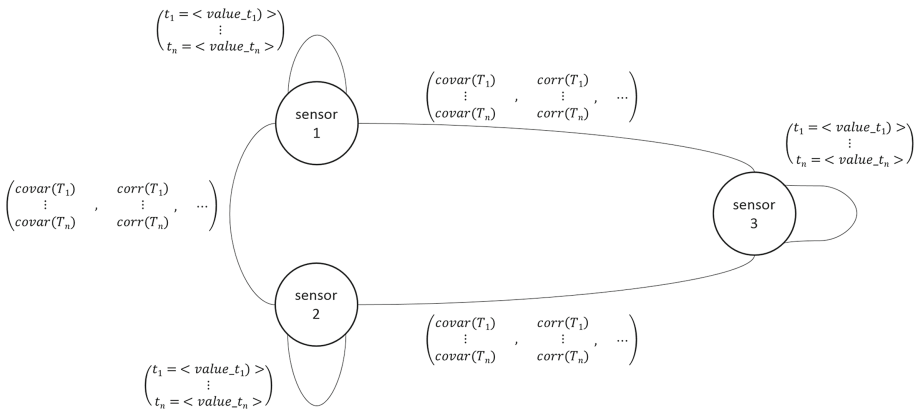 t₁ = < value_t₁) >
⋮
tₙ = < value_tₙ >
covar(T₁) corr(T₁)
⋮ , ⋮ , ⋯
covar(Tₙ) corr(Tₙ)
sensor
1
t₁ = < value_t₁) >
⋮
tₙ = < value_tₙ >
covar(T₁) corr(T₁)
⋮ , ⋮ , ⋯
covar(Tₙ) corr(Tₙ)
sensor
3
sensor
2
covar(T₁) corr(T₁)
⋮ , ⋮ , ⋯
covar(Tₙ) corr(Tₙ)
t₁ = < value_t₁) >
⋮
tₙ = < value_tₙ >